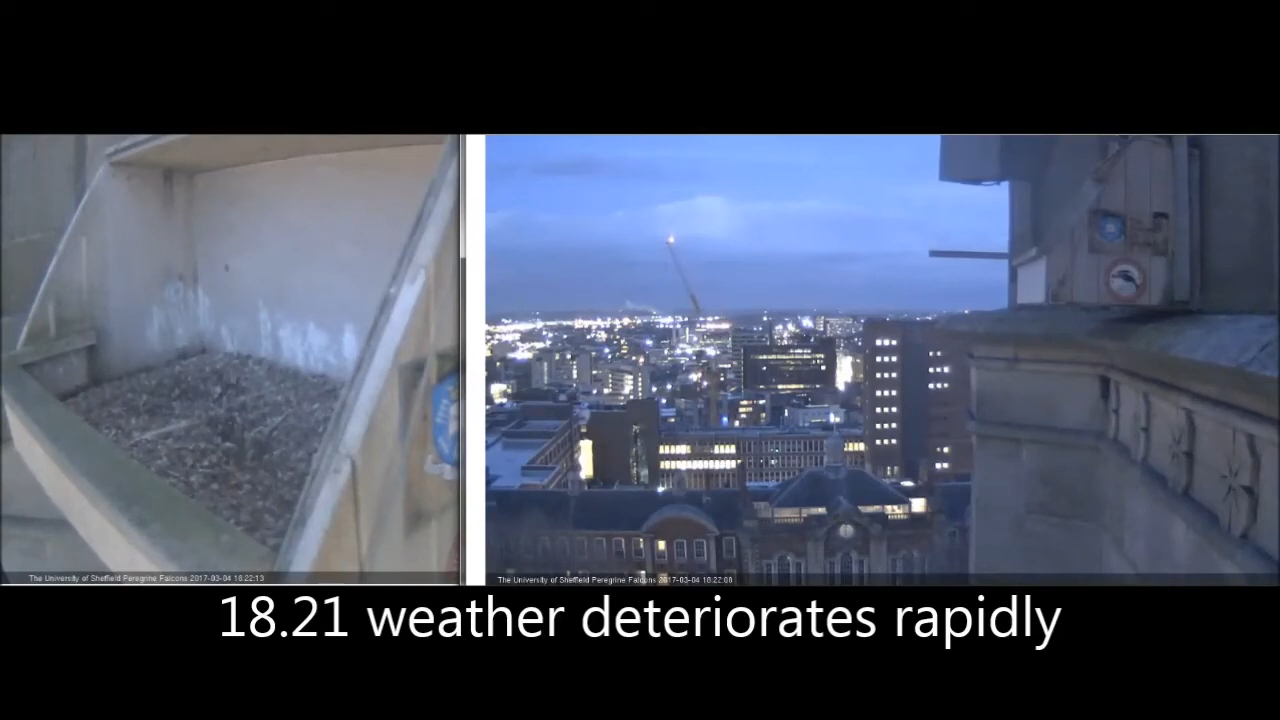 The University of Sheffield Peregrine Falcons 2017-03-04 18:22:13
The University of Sheffield Peregrine Falcons 2017-03-04 18:22:08
18.21 weather deteriorates rapidly